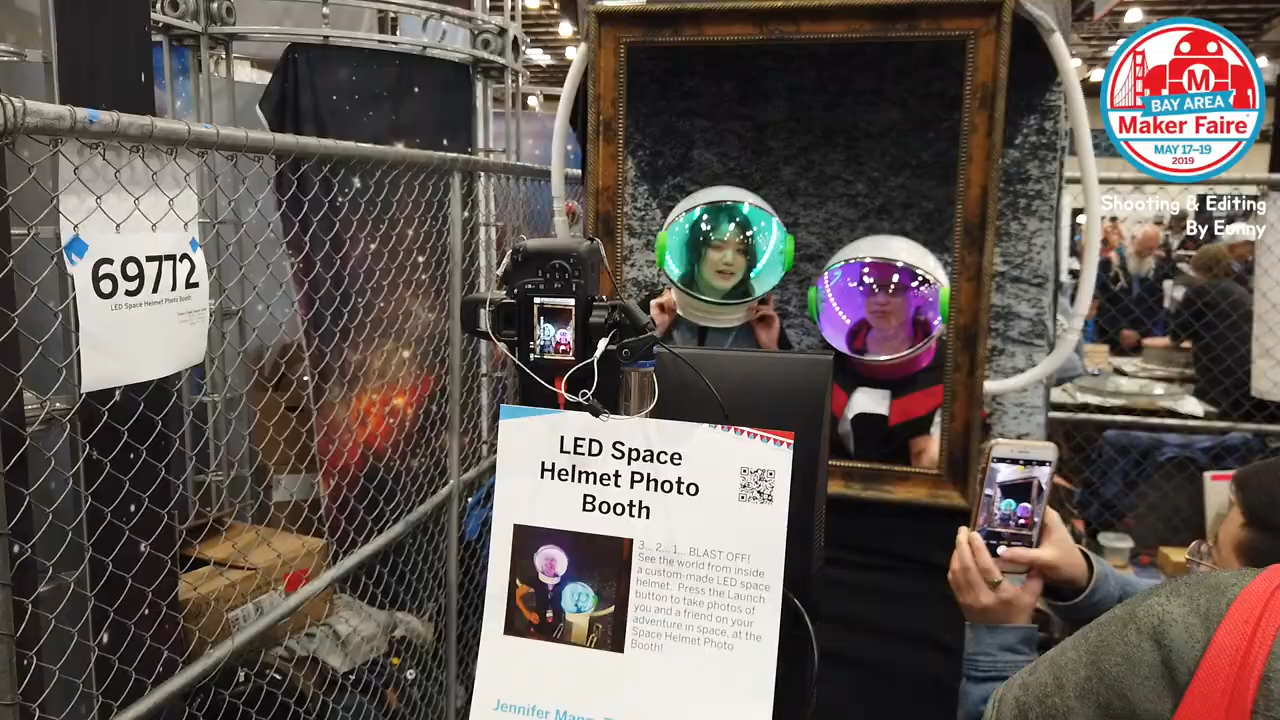 69772
LED Space Helmet Photo Booth
M
BAY AREA
Maker Faire
MAY 17–19
2019
Shooting & Editing
By Eunny
LED Space
Helmet Photo
Booth
3... 2... 1... BLAST OFF!
See the world from inside
a custom-made LED space
helmet. Press the Launch
button to take photos of
you and a friend on your
adventure in space, at the
Space Helmet Photo
Booth!
Jennifer